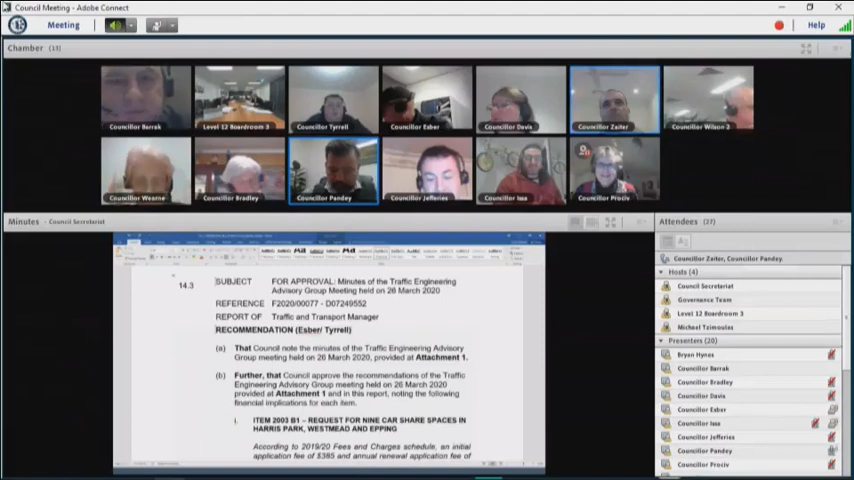 Council Meeting - Adobe Connect
Meeting
Help
Chamber (13)
Councillor Barrak
Level 12 Boardroom 3
Councillor Tyrrell
Councillor Esber
Councillor Davis
Councillor Zaiter
Councillor Wilson 2
Councillor Wearne
Councillor Bradley
Councillor Pandey
Councillor Jefferies
Councillor Issa
Councillor Prociv
Minutes - Council Secretariat
14.3
SUBJECT FOR APPROVAL: Minutes of the Traffic Engineering
Advisory Group Meeting held on 26 March 2020
REFERENCE F2020/00077 - D07249552
REPORT OF Traffic and Transport Manager
RECOMMENDATION (Esber/ Tyrrell)
(a) That Council note the minutes of the Traffic Engineering Advisory
Group meeting held on 26 March 2020, provided at Attachment 1.
(b) Further, that Council approve the recommendations of the Traffic
Engineering Advisory Group meeting held on 26 March 2020
provided at Attachment 1 and in this report, noting the following
financial implications for each item.
i. ITEM 2003 B1 – REQUEST FOR NINE CAR SHARE SPACES IN
HARRIS PARK, WESTMEAD AND EPPING
According to 2019/20 Fees and Charges schedule, an initial
application fee of $385 and annual renewal application fee of
Attendees (27)
Councillor Zaiter, Councillor Pandey.
Hosts (4)
Council Secretariat
Governance Team
Level 12 Boardroom 3
Michael Tzimoulas
Presenters (20)
Bryan Hynes
Councillor Barrak
Councillor Bradley
Councillor Davis
Councillor Esber
Councillor Issa
Councillor Jefferies
Councillor Pandey
Councillor Prociv